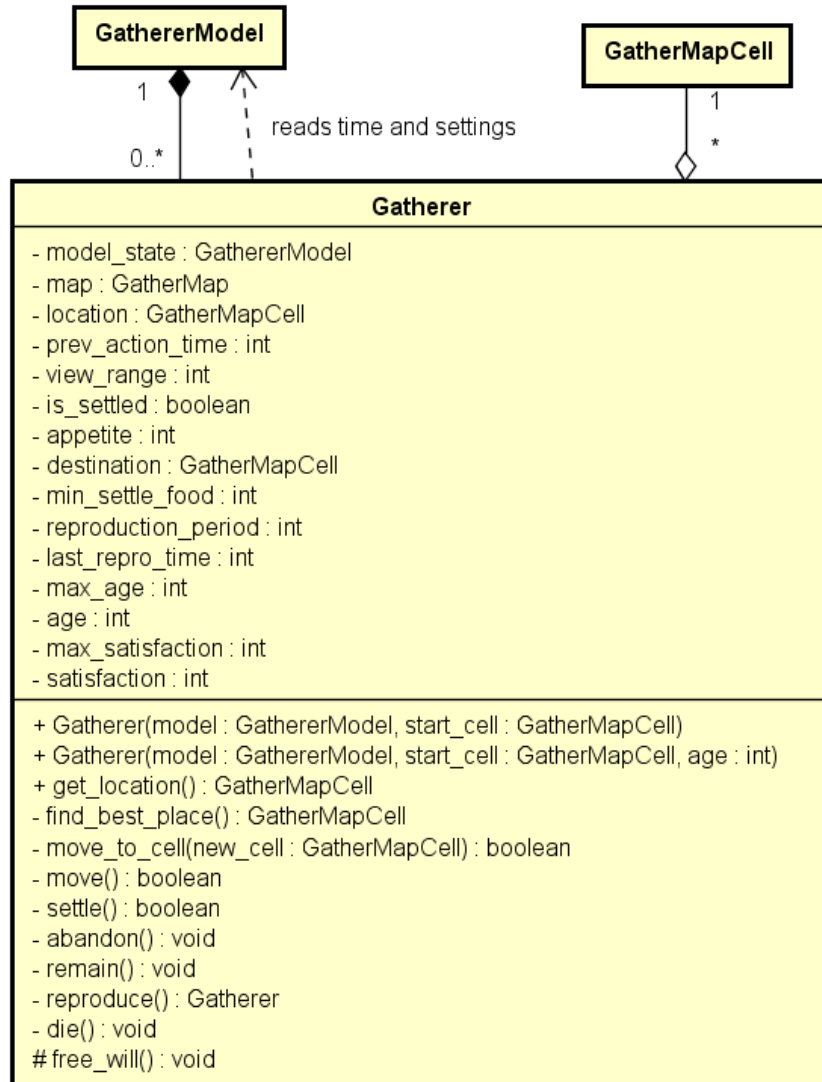 GathererModel
GatherMapCell
1
1
reads time and settings
0..*
*
Gatherer
- model_state : GathererModel
- map : GatherMap
- location : GatherMapCell
- prev_action_time : int
- view_range : int
- is_settled : boolean
- appetite : int
- destination : GatherMapCell
- min_settle_food : int
- reproduction_period : int
- last_repro_time : int
- max_age : int
- age : int
- max_satisfaction : int
- satisfaction : int
+ Gatherer(model : GathererModel, start_cell : GatherMapCell)
+ Gatherer(model : GathererModel, start_cell : GatherMapCell, age : int)
+ get_location() : GatherMapCell
- find_best_place() : GatherMapCell
- move_to_cell(new_cell : GatherMapCell) : boolean
- move() : boolean
- settle() : boolean
- abandon() : void
- remain() : void
- reproduce() : Gatherer
- die() : void
# free_will() : void